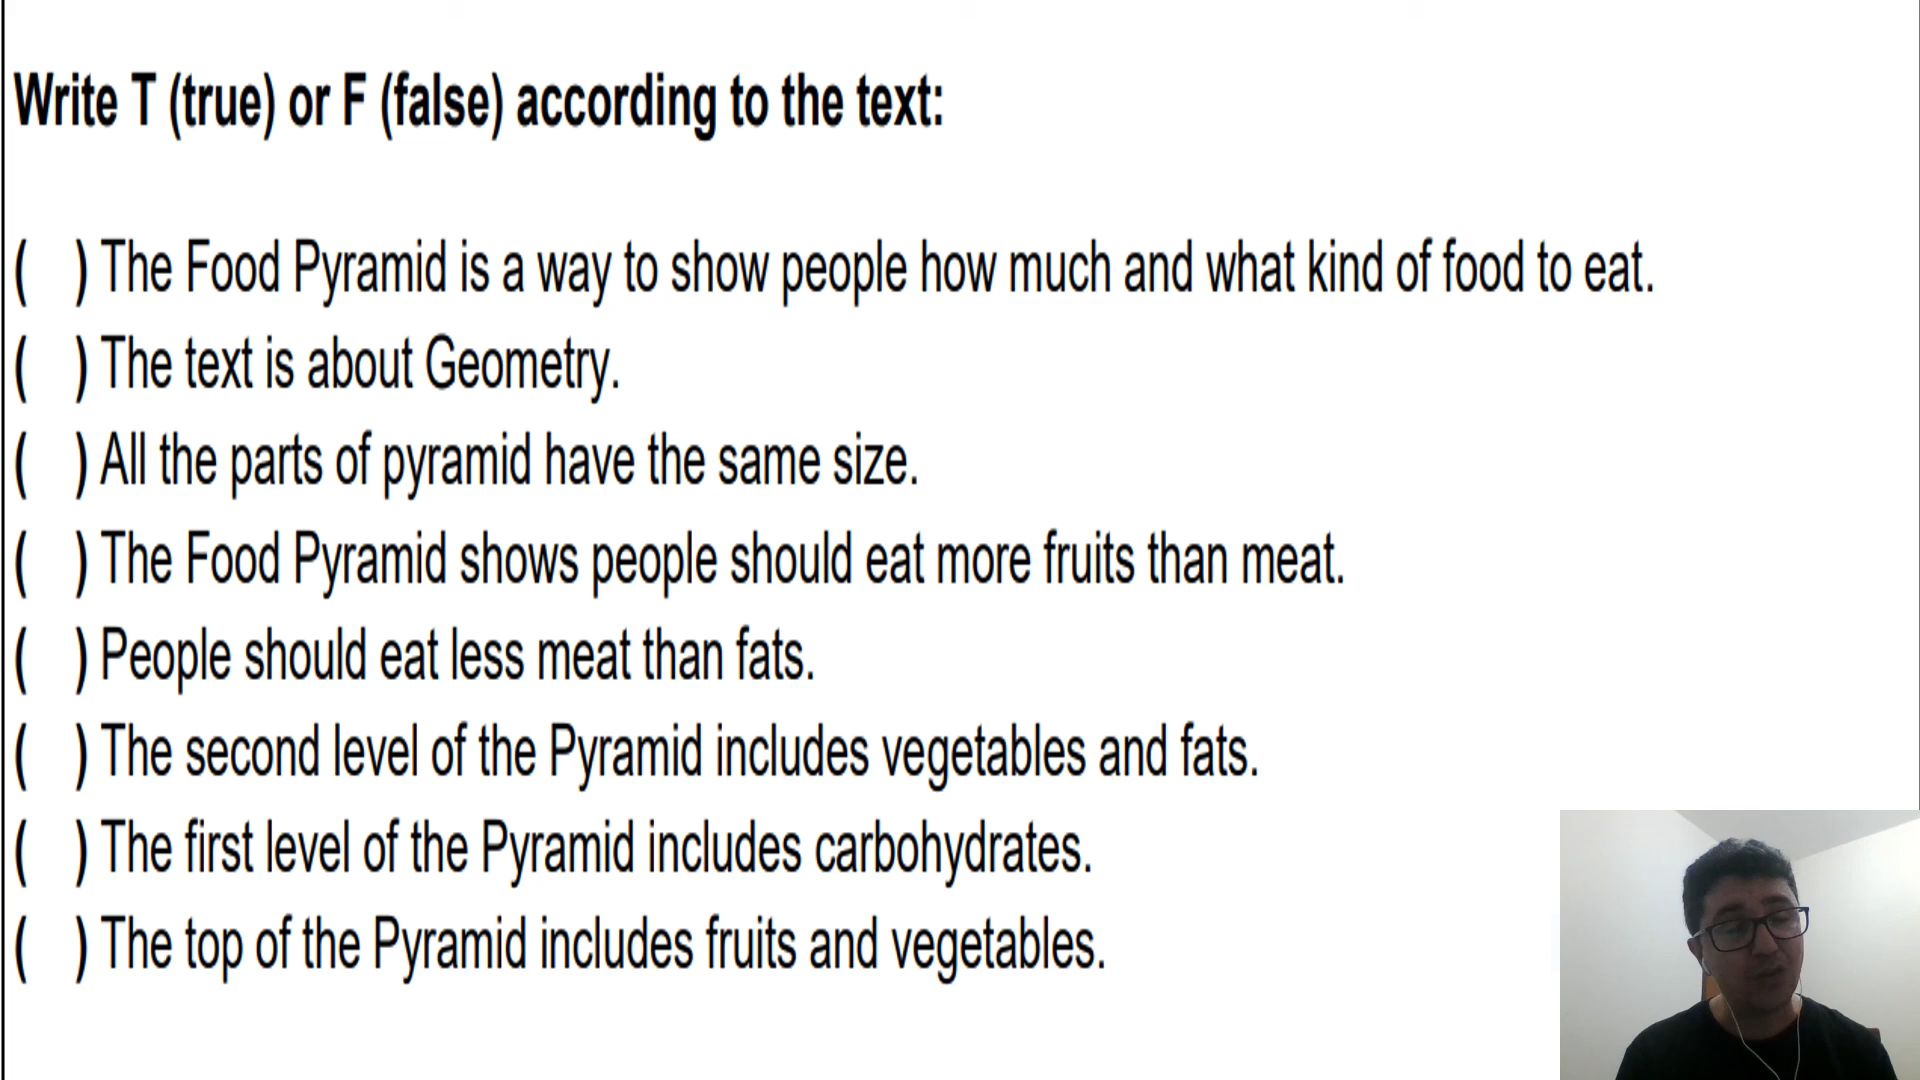 Write T (true) or F (false) according to the text:
(   ) The Food Pyramid is a way to show people how much and what kind of food to eat.
(   ) The text is about Geometry.
(   ) All the parts of pyramid have the same size.
(   ) The Food Pyramid shows people should eat more fruits than meat.
(   ) People should eat less meat than fats.
(   ) The second level of the Pyramid includes vegetables and fats.
(   ) The first level of the Pyramid includes carbohydrates.
(   ) The top of the Pyramid includes fruits and vegetables.